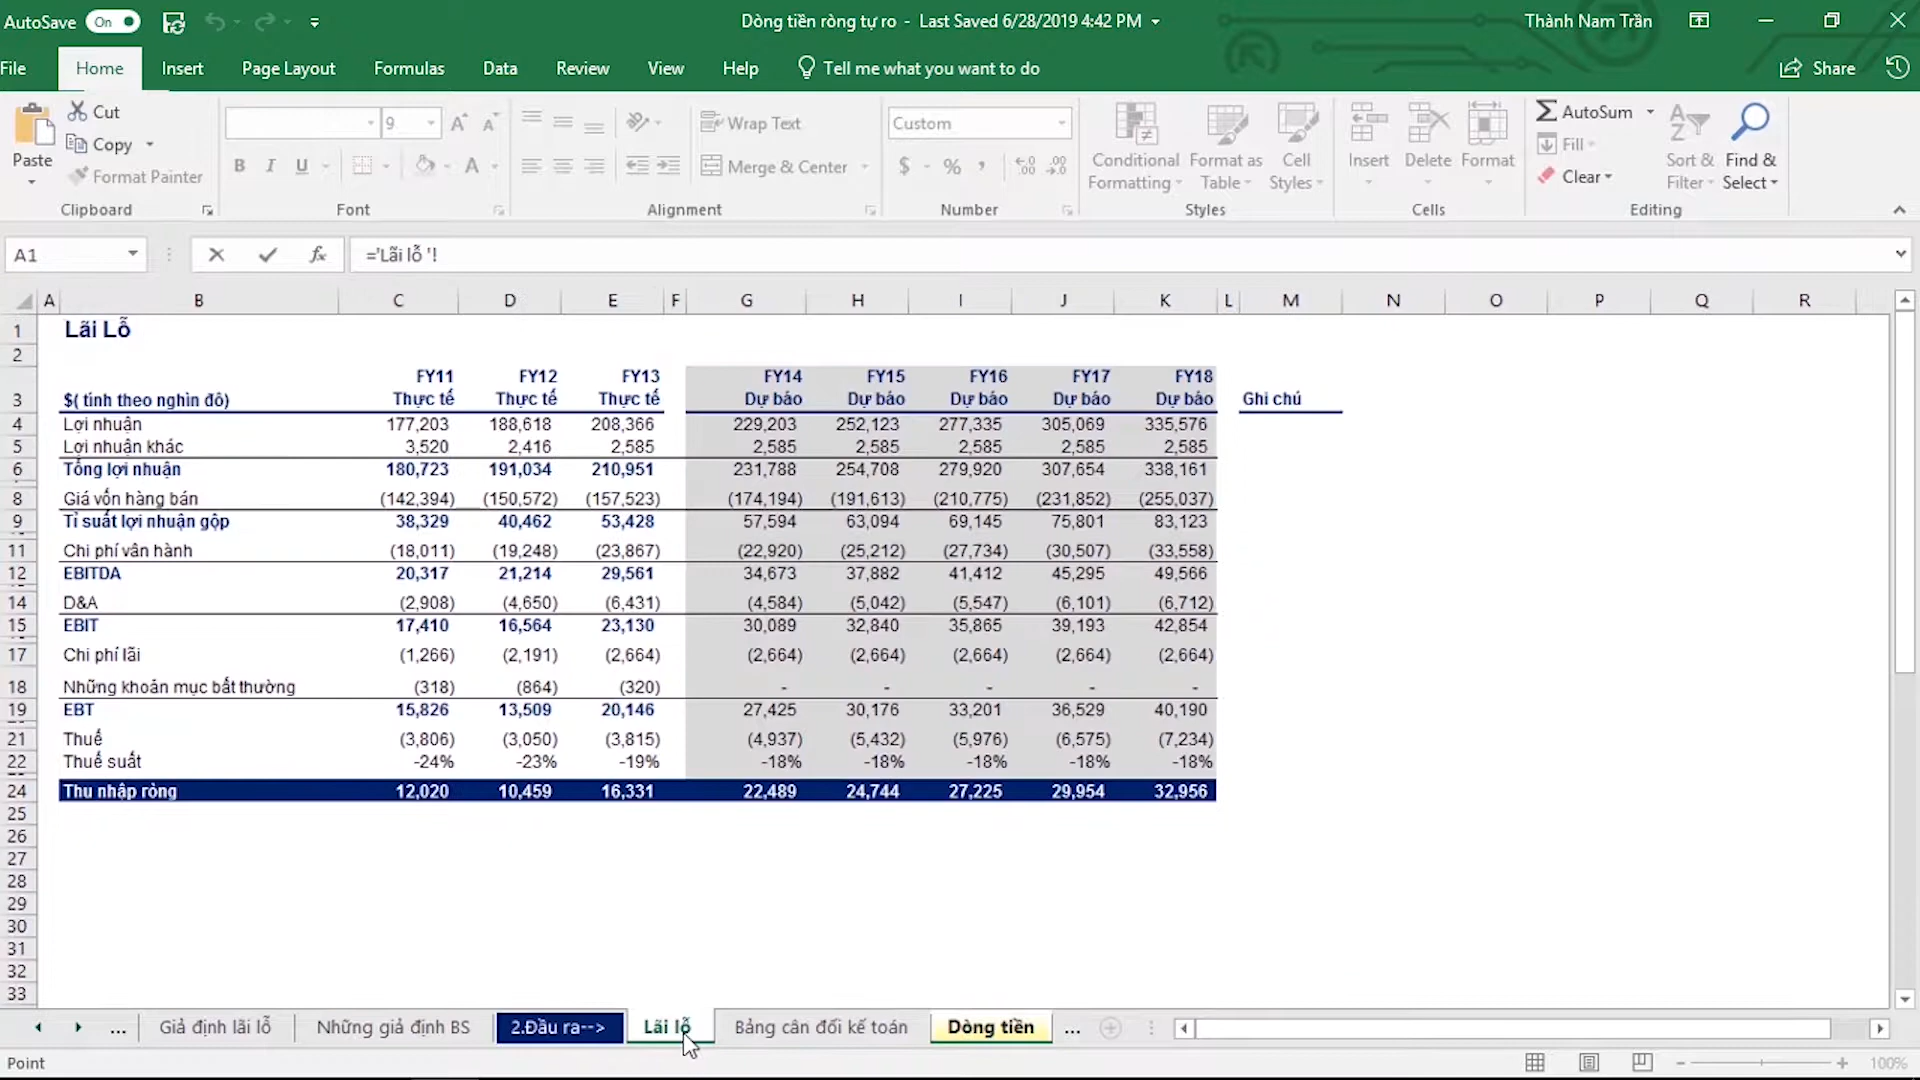 AutoSave On Dòng tiền ròng tự ro - Last Saved 6/28/2019 4:42 PM Thành Nam Trần
File Home Insert Page Layout Formulas Data Review View Help Tell me what you want to do Share
Paste Cut Copy Format Painter
9
Wrap Text Merge & Center
Custom
$ % ,
Conditional Formatting Format as Table Cell Styles
Insert Delete Format
AutoSum Fill Clear Sort & Filter Find & Select
Clipboard Font Alignment Number Styles Cells Editing
A1 fx ='Lãi lỗ '!
A B C D E F G H I J K L M N O P Q R
1 Lãi Lỗ
2
FY11 FY12 FY13 FY14 FY15 FY16 FY17 FY18
3 $( tính theo nghìn đô) Thực tế Thực tế Thực tế Dự báo Dự báo Dự báo Dự báo Dự báo Ghi chú
4 Lợi nhuận 177,203 188,618 208,366 229,203 252,123 277,335 305,069 335,576
5 Lợi nhuận khác 3,520 2,416 2,585 2,585 2,585 2,585 2,585 2,585
6 Tổng lợi nhuận 180,723 191,034 210,951 231,788 254,708 279,920 307,654 338,161
8 Giá vốn hàng bán (142,394) (150,572) (157,523) (174,194) (191,613) (210,775) (231,852) (255,037)
9 Tỉ suất lợi nhuận gộp 38,329 40,462 53,428 57,594 63,094 69,145 75,801 83,123
11 Chi phí vân hành (18,011) (19,248) (23,867) (22,920) (25,212) (27,734) (30,507) (33,558)
12 EBITDA 20,317 21,214 29,561 34,673 37,882 41,412 45,295 49,566
14 D&A (2,908) (4,650) (6,431) (4,584) (5,042) (5,547) (6,101) (6,712)
15 EBIT 17,410 16,564 23,130 30,089 32,840 35,865 39,193 42,854
17 Chi phí lãi (1,266) (2,191) (2,664) (2,664) (2,664) (2,664) (2,664) (2,664)
18 Những khoản mục bất thường (318) (864) (320) - - - - -
19 EBT 15,826 13,509 20,146 27,425 30,176 33,201 36,529 40,190
21 Thuế (3,806) (3,050) (3,815) (4,937) (5,432) (5,976) (6,575) (7,234)
22 Thuế suất -24% -23% -19% -18% -18% -18% -18% -18%
24 Thu nhập ròng 12,020 10,459 16,331 22,489 24,744 27,225 29,954 32,956
25
26
27
28
29
30
31
32
33
... Giả định lãi lỗ Những giả định BS 2.Đầu ra--> Lãi lỗ Bảng cân đối kế toán Dòng tiền ...
Point 100%